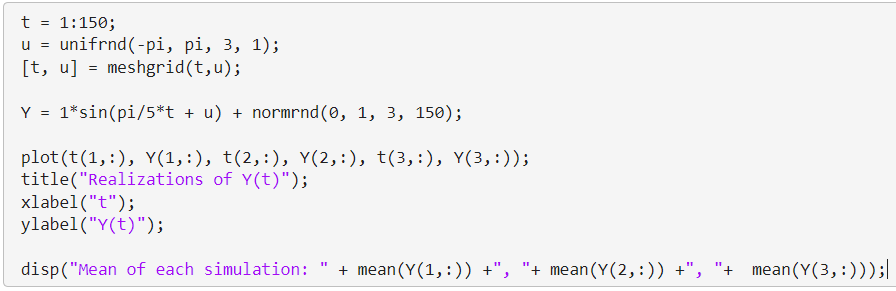 t = 1:150;
u = unifrnd(-pi, pi, 3, 1);
[t, u] = meshgrid(t,u);
Y = 1*sin(pi/5*t + u) + normrnd(0, 1, 3, 150);
plot(t(1,:), Y(1,:), t(2,:), Y(2,:), t(3,:), Y(3,:));
title("Realizations of Y(t)");
xlabel("t");
ylabel("Y(t)");
disp("Mean of each simulation: " + mean(Y(1,:)) +", "+ mean(Y(2,:)) +", "+  mean(Y(3,:)));